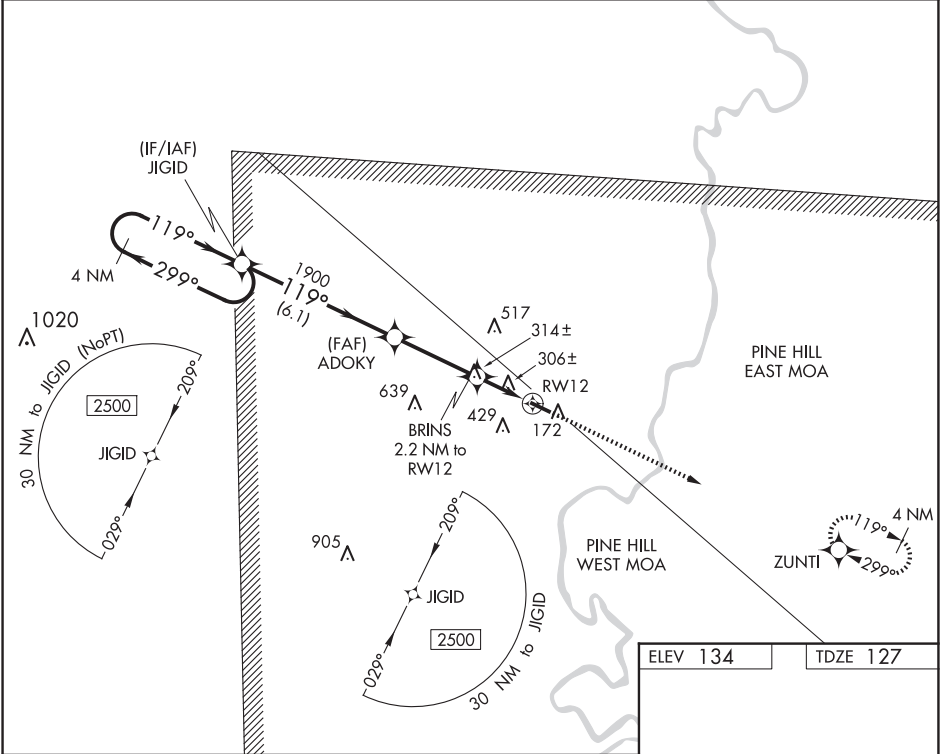 (IF/IAF)
JIGID
119°
299°
4 NM
1900
119°
(6.1)
(FAF)
ADOKY
1020
517
314±
306±
RW12
639
429
172
BRINS
2.2 NM to
RW12
PINE HILL
EAST MOA
30 NM to JIGID (NoPT)
209°
2500
JIGID
029°
905
209°
JIGID
2500
029°
30 NM to JIGID
PINE HILL
WEST MOA
ZUNTI
119°
299°
4 NM
ELEV 134
TDZE 127